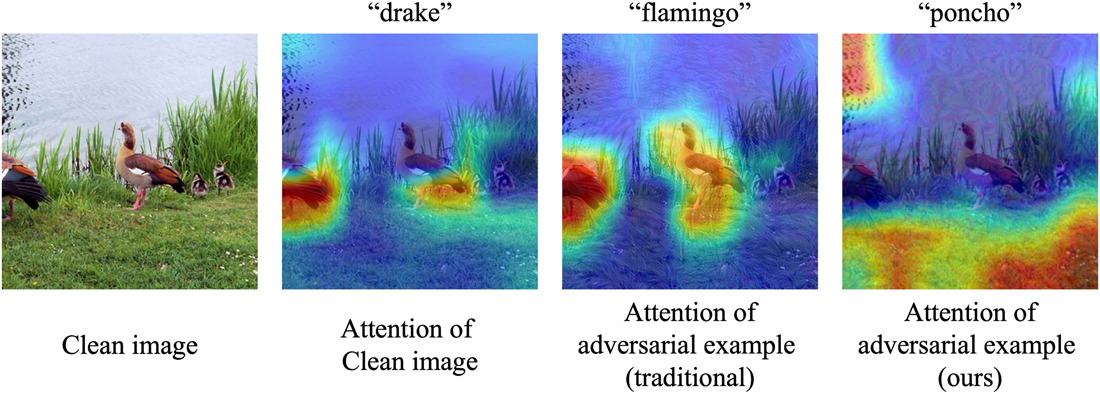 “drake”
“flamingo”
“poncho”
Clean image
Attention of
Clean image
Attention of
adversarial example
(traditional)
Attention of
adversarial example
(ours)